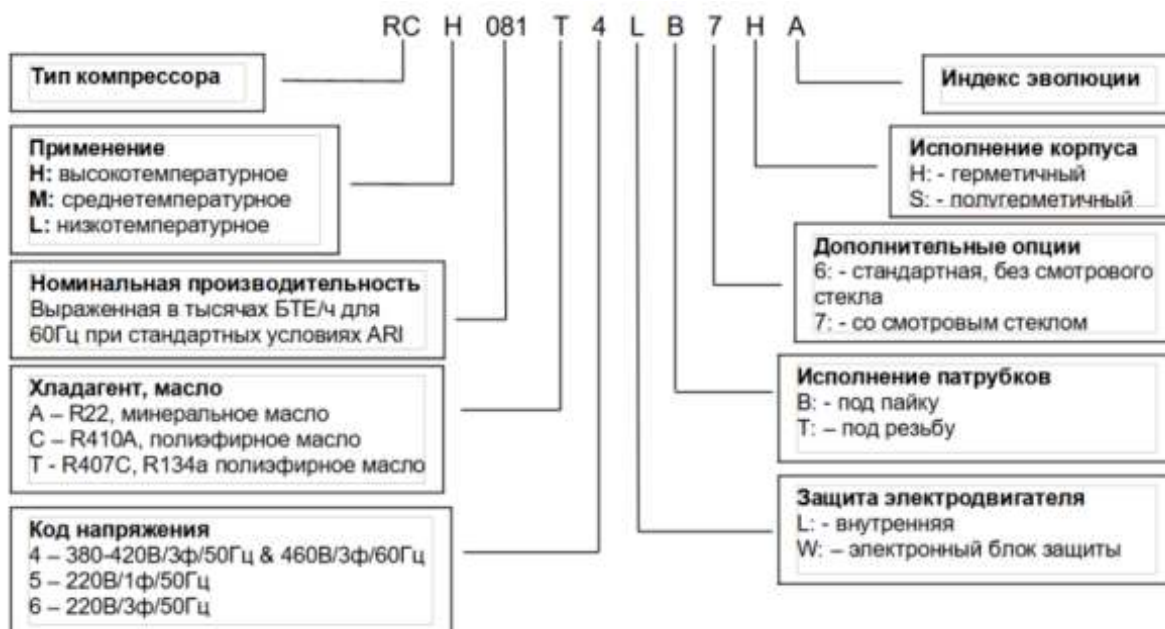 RC H 081 T 4 L B 7 H A
Тип компрессора
Применение
H: высокотемпературное
M: среднетемпературное
L: низкотемпературное
Номинальная производительность
Выраженная в тысячах БТЕ/ч для
60Гц при стандартных условиях ARI
Хладагент, масло
A – R22, минеральное масло
C – R410A, полиэфирное масло
T - R407C, R134a полиэфирное масло
Код напряжения
4 – 380-420В/3ф/50Гц & 460В/3ф/60Гц
5 – 220В/1ф/50Гц
6 – 220В/3ф/50Гц
Индекс эволюции
Исполнение корпуса
H: - герметичный
S: - полугерметичный
Дополнительные опции
6: - стандартная, без смотрового
стекла
7: - со смотровым стеклом
Исполнение патрубков
B: - под пайку
T: – под резьбу
Защита электродвигателя
L: - внутренняя
W: – электронный блок защиты